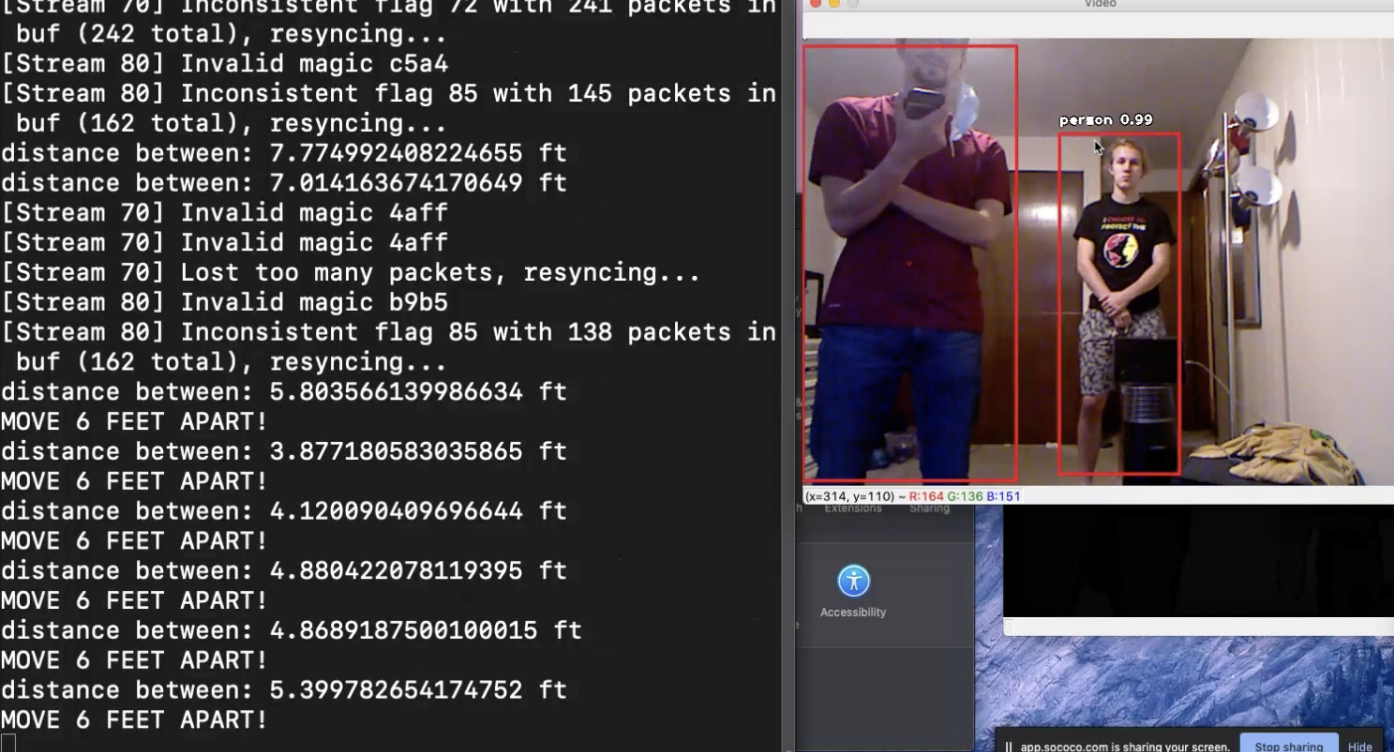 [Stream 70] Inconsistent flag 72 with 241 packets in
buf (242 total), resyncing...
[Stream 80] Invalid magic c5a4
[Stream 80] Inconsistent flag 85 with 145 packets in
buf (162 total), resyncing...
distance between: 7.774992408224655 ft
distance between: 7.014163674170649 ft
[Stream 70] Invalid magic 4aff
[Stream 70] Invalid magic 4aff
[Stream 70] Lost too many packets, resyncing...
[Stream 80] Invalid magic b9b5
[Stream 80] Inconsistent flag 85 with 138 packets in
buf (162 total), resyncing...
distance between: 5.803566139986634 ft
MOVE 6 FEET APART!
distance between: 3.877180583035865 ft
MOVE 6 FEET APART!
distance between: 4.120090409696644 ft
MOVE 6 FEET APART!
distance between: 4.880422078119395 ft
MOVE 6 FEET APART!
distance between: 4.8689187500100015 ft
MOVE 6 FEET APART!
distance between: 5.399782654174752 ft
MOVE 6 FEET APART!
Video
person 0.99
PROTECT THE
(x=314, y=110) ~ R:164 G:136 B:151
Extensions
Sharing
Accessibility
app.sococo.com is sharing your screen.
Stop sharing
Hide